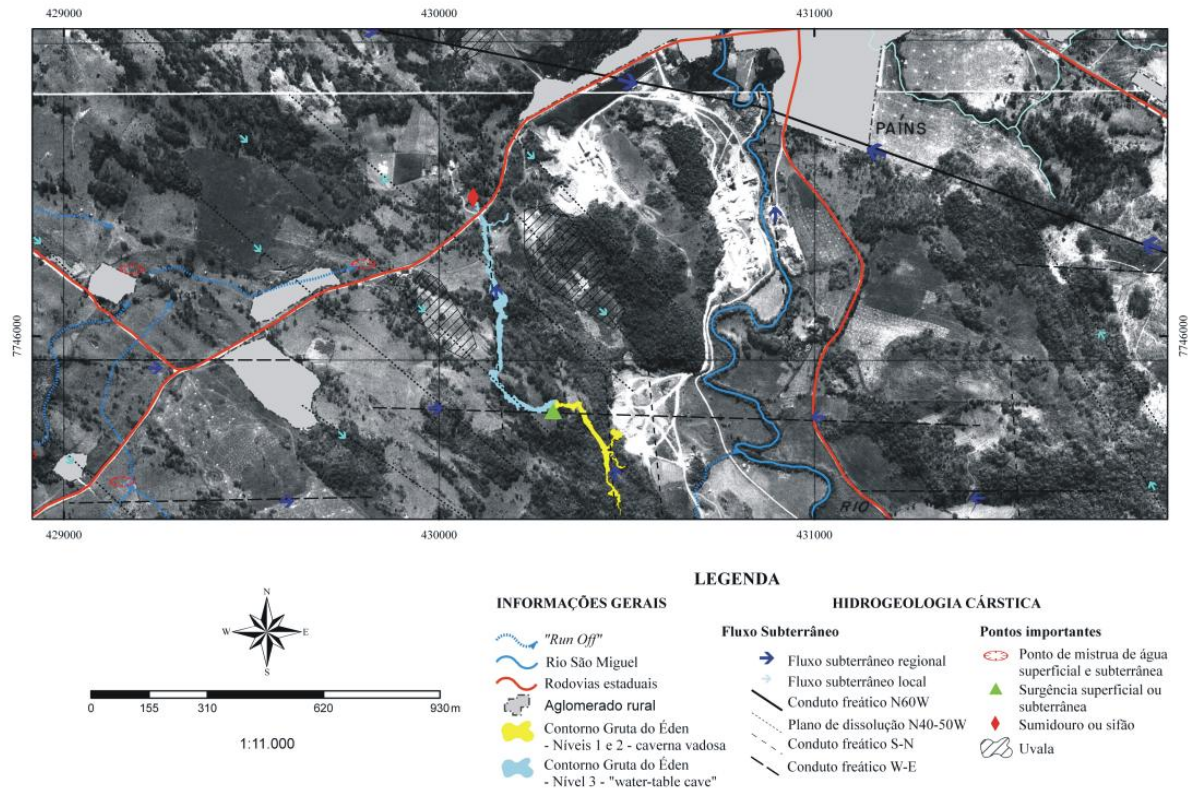 429000 430000 431000
PAÍNS
7746000 7746000
RIO
429000 430000 431000
LEGENDA
INFORMAÇÕES GERAIS
"Run Off"
Rio São Miguel
Rodovias estaduais
Aglomerado rural
Contorno Gruta do Éden
- Níveis 1 e 2 - caverna vadosa
Contorno Gruta do Éden
- Nível 3 - "water-table cave"
HIDROGEOLOGIA CÁRSTICA
Fluxo Subterrâneo
Fluxo subterrâneo regional
Fluxo subterrâneo local
Conduto freático N60W
Plano de dissolução N40-50W
Conduto freático S-N
Conduto freático W-E
Pontos importantes
Ponto de mistrua de água
superficial e subterrânea
Surgência superficial ou
subterrânea
Sumidouro ou sifão
Uvala
N
W E
S
0 155 310 620 930 m
1:11.000